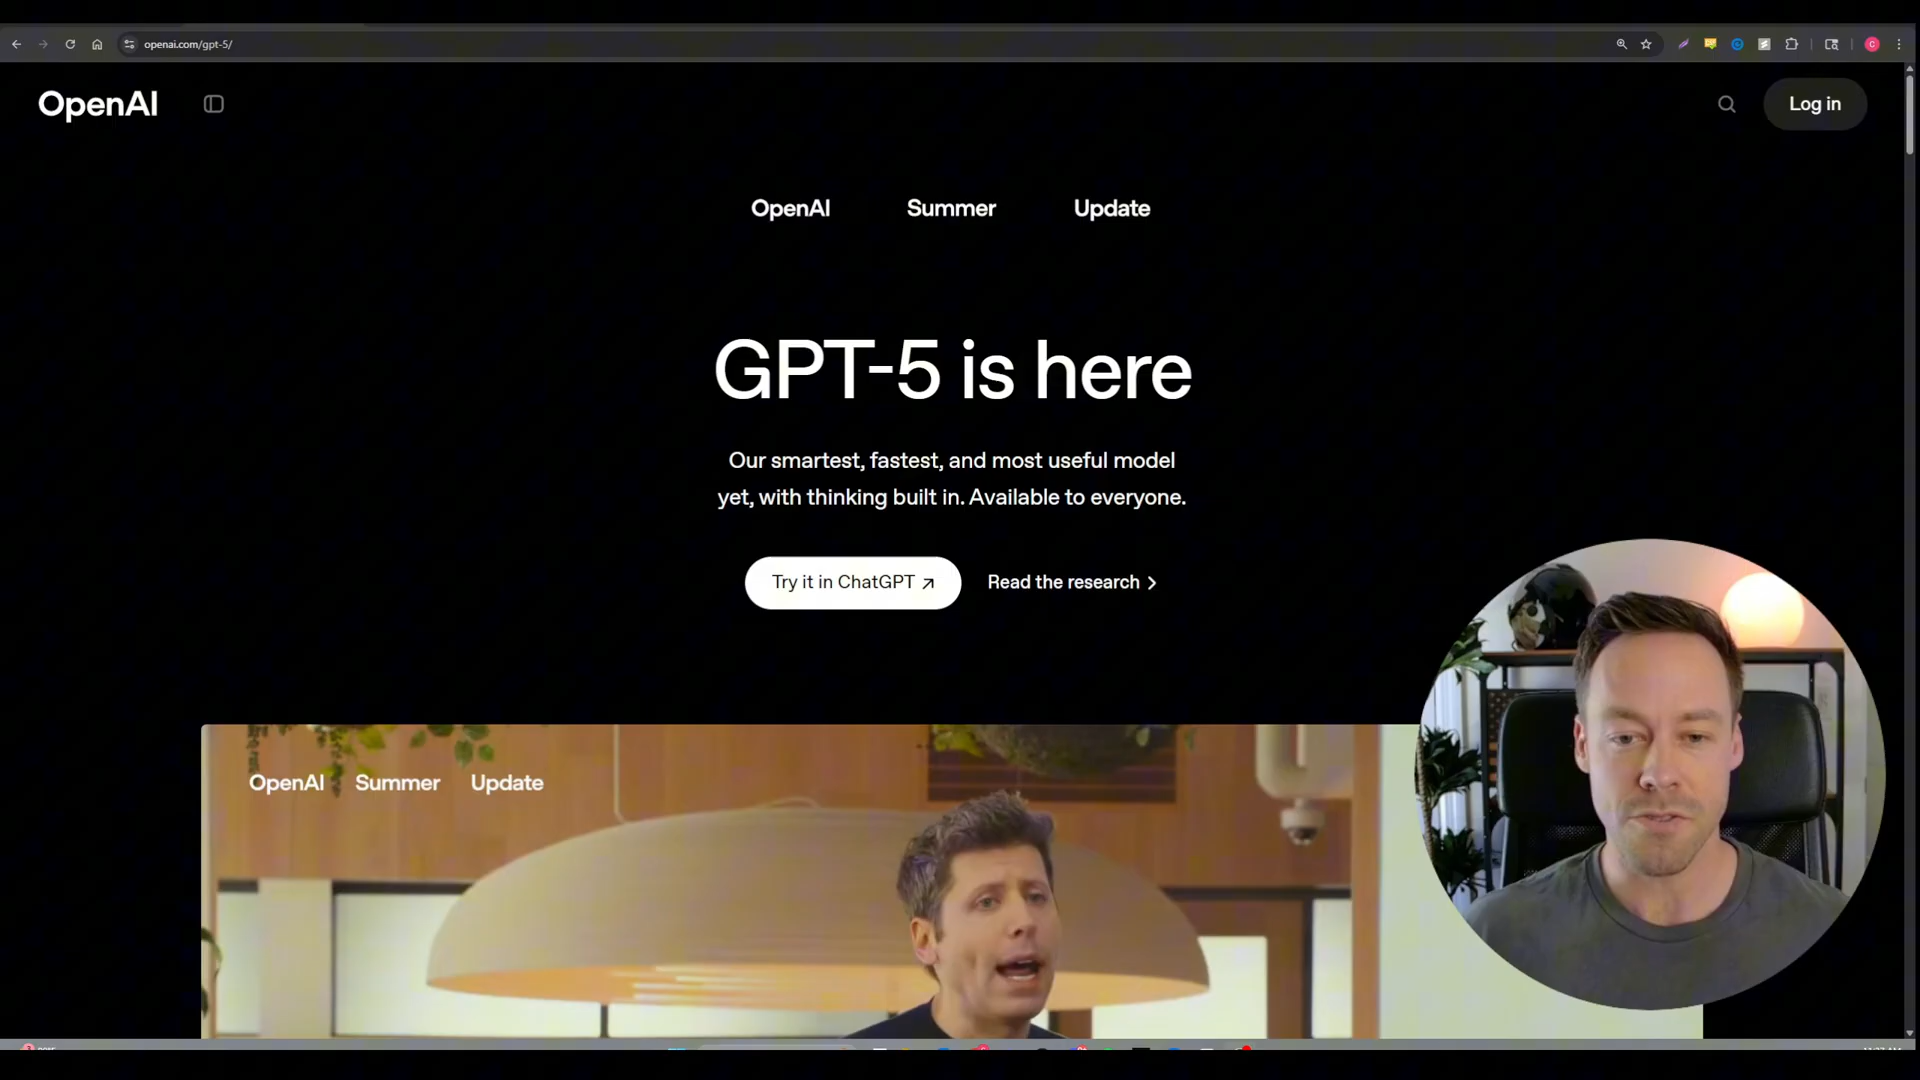 openai.com/gpt-5/
OpenAI
Log in
OpenAI Summer Update
GPT-5 is here
Our smartest, fastest, and most useful model
yet, with thinking built in. Available to everyone.
Try it in ChatGPT
Read the research
OpenAI Summer Update